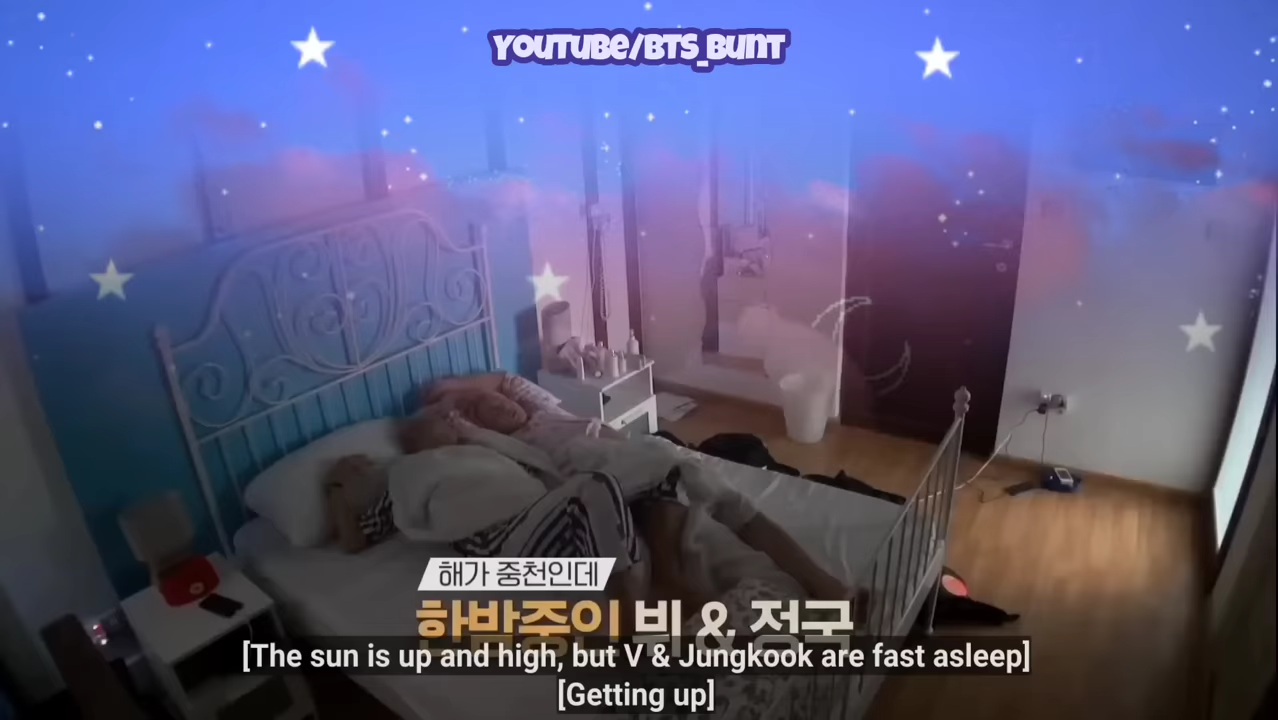 YOUTUBE/BTS_BUNT
해가 중천인데
한밤중인 뷔 & 정국
[The sun is up and high, but V & Jungkook are fast asleep]
[Getting up]